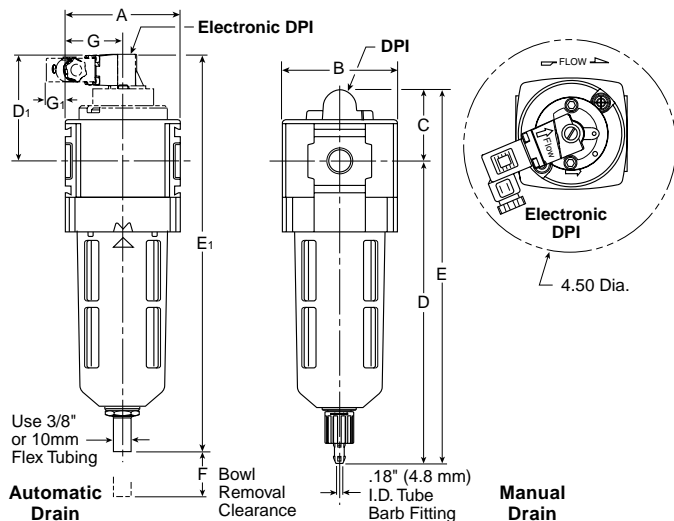 A
G
Electronic DPI
D1
G1
E1
Use 3/8"
or 10mm
Flex Tubing
F
Bowl
Removal
Clearance
Automatic
Drain
DPI
B
C
D
E
.18" (4.8 mm)
I.D. Tube
Barb Fitting
Manual
Drain
FLOW
Flow
Electronic
DPI
4.50 Dia.